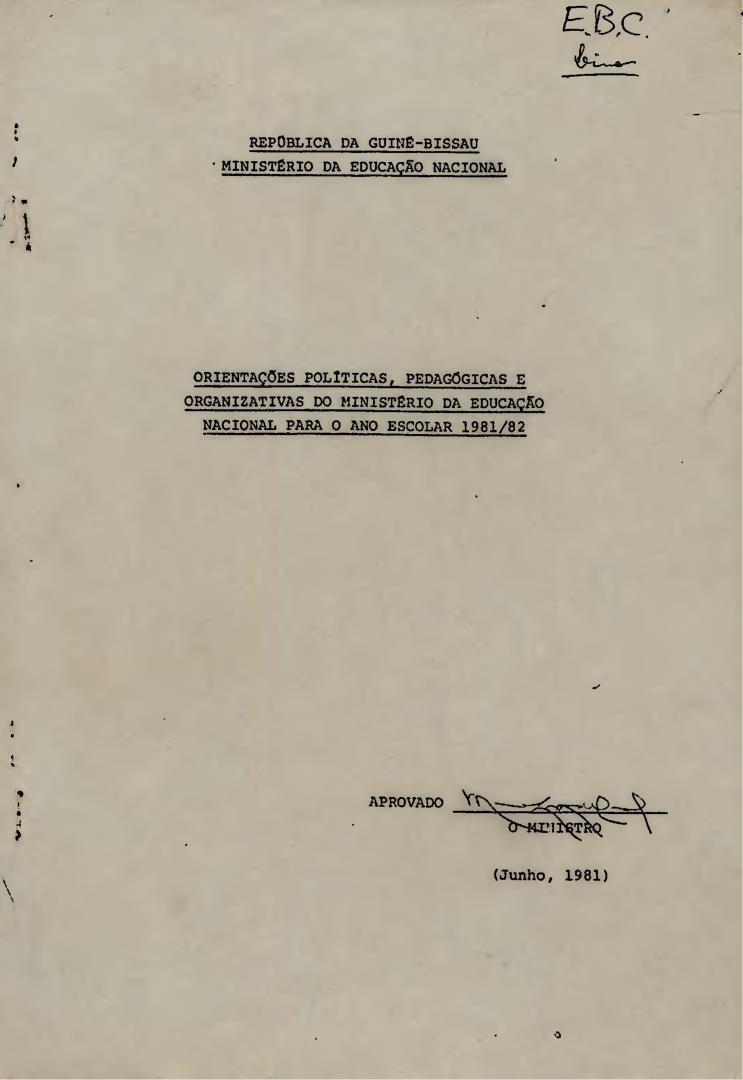 E.B.C.
REPÚBLICA DA GUINÉ-BISSAU
MINISTÉRIO DA EDUCAÇÃO NACIONAL
ORIENTAÇÕES POLÍTICAS, PEDAGÓGICAS E
ORGANIZATIVAS DO MINISTÉRIO DA EDUCAÇÃO
NACIONAL PARA O ANO ESCOLAR 1981/82
APROVADO
O MINISTRO
(Junho, 1981)